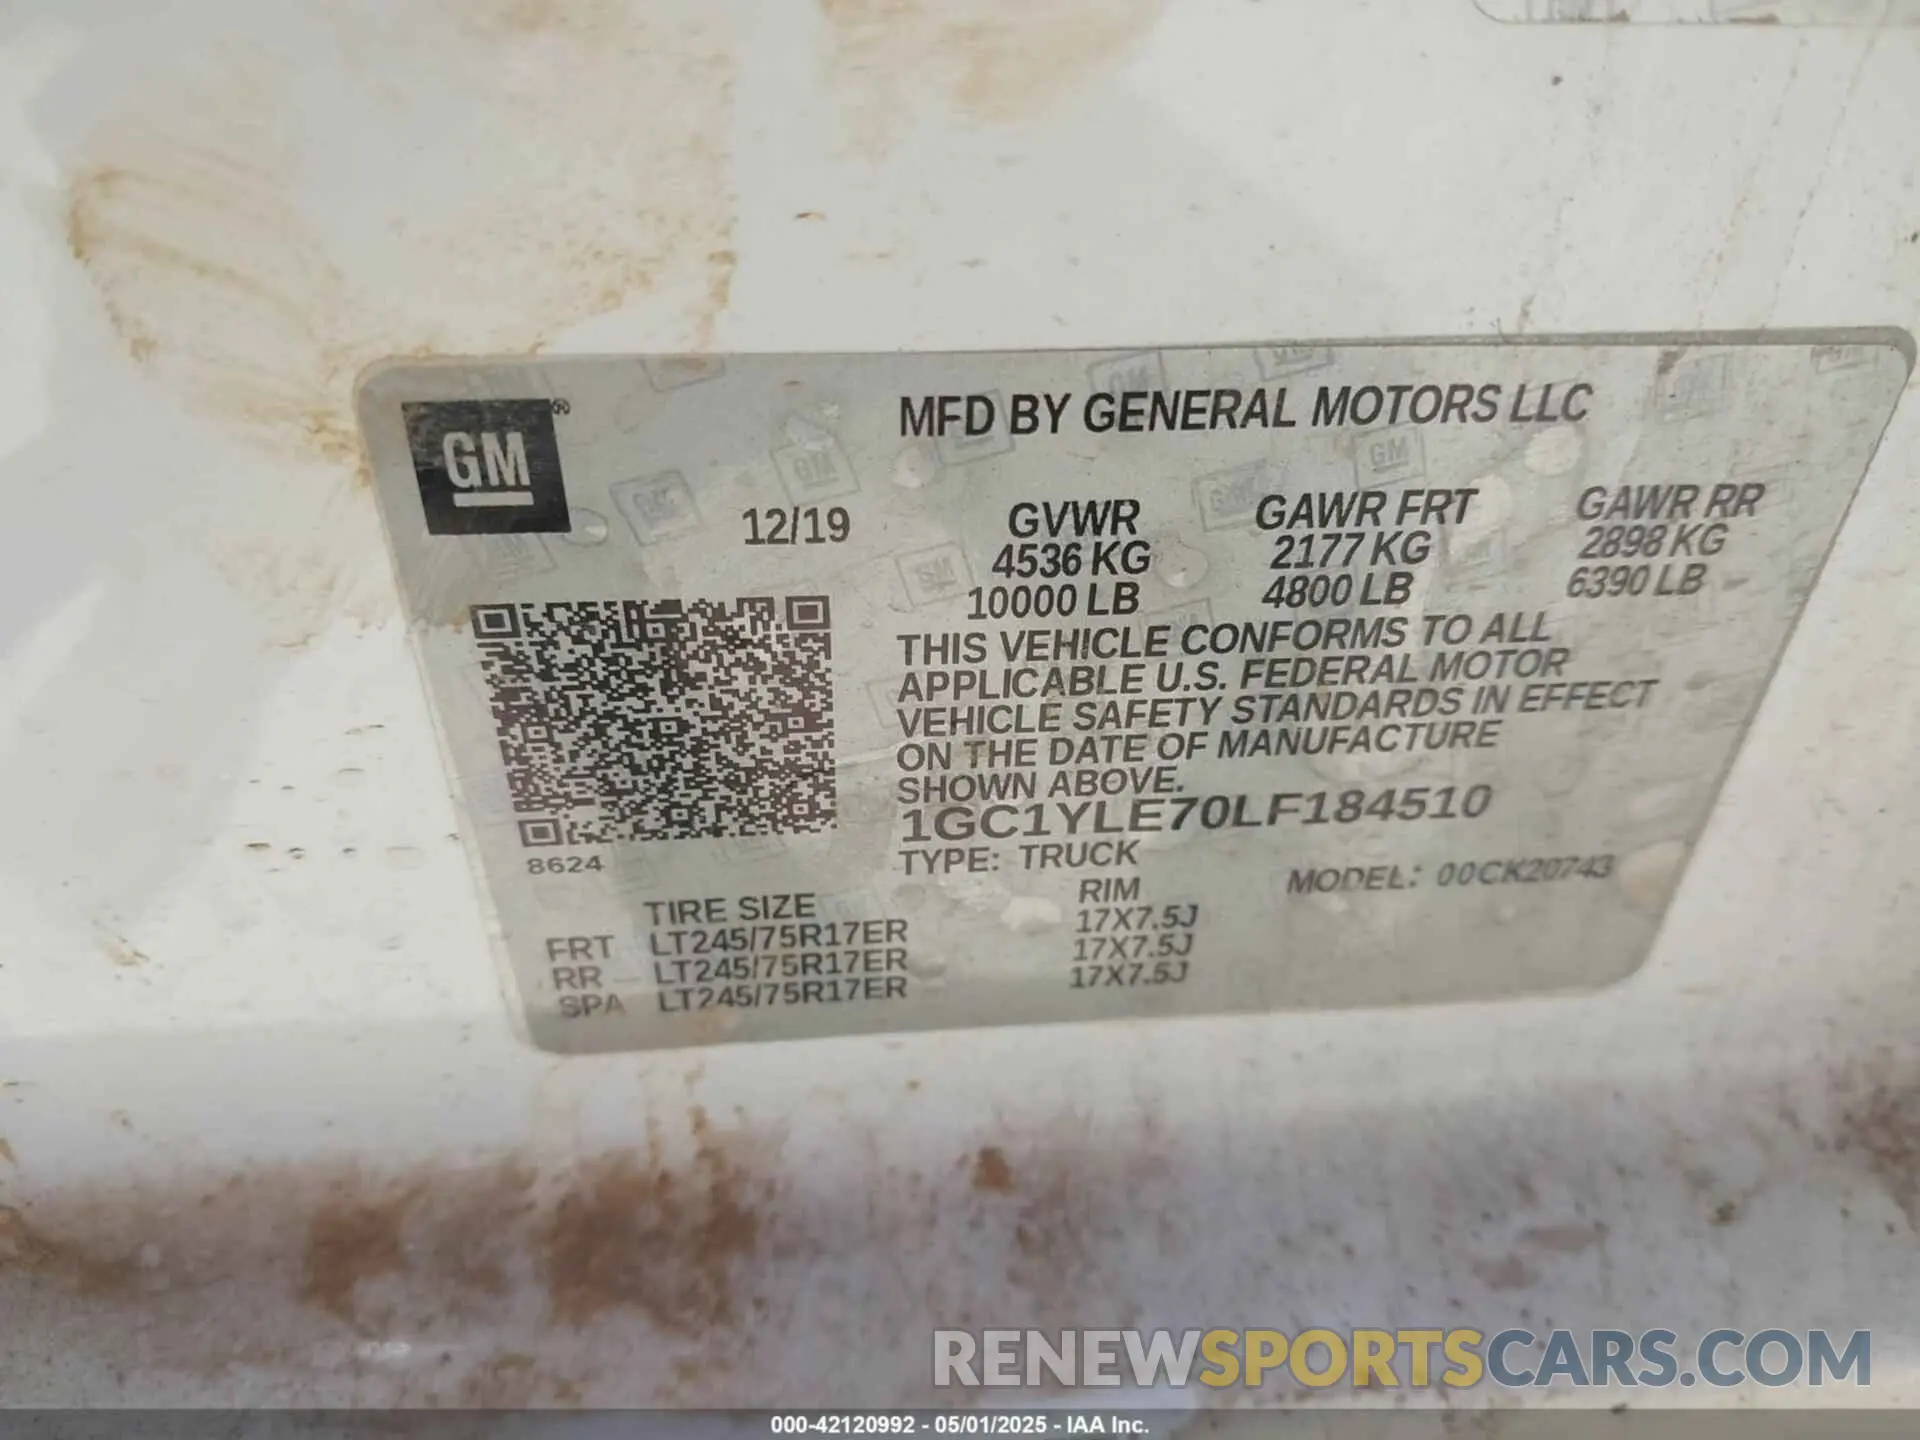 GM®
MFD BY GENERAL MOTORS LLC
12/19
GVWR GAWR FRT GAWR RR
4536 KG 2177 KG 2898 KG
10000 LB 4800 LB 6390 LB
THIS VEHICLE CONFORMS TO ALL
APPLICABLE U.S. FEDERAL MOTOR
VEHICLE SAFETY STANDARDS IN EFFECT
ON THE DATE OF MANUFACTURE
SHOWN ABOVE.
1GC1YLE70LF184510
8624
TYPE: TRUCK
MODEL: 00CK20743
TIRE SIZE RIM
FRT LT245/75R17ER 17X7.5J
RR LT245/75R17ER 17X7.5J
SPA LT245/75R17ER 17X7.5J
RENEWSPORTSCARS.COM
000-42120992 - 05/01/2025 - IAA Inc.